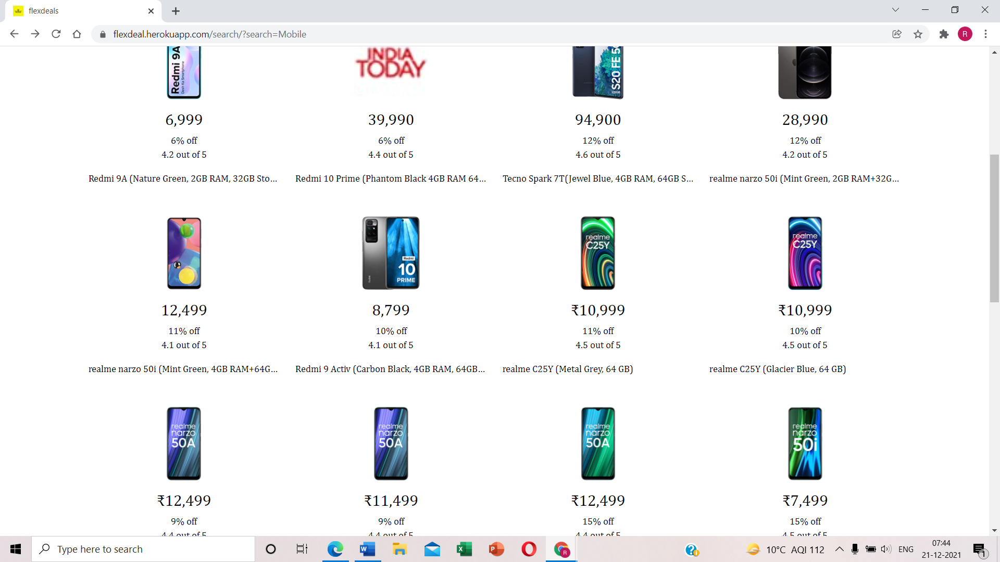 flexdeals
flexdeal.herokuapp.com/search/?search=Mobile
R
Redmi 9A
INDIA
TODAY
S20 FE 5G
128GB
6,999
39,990
94,900
28,990
6% off
6% off
12% off
12% off
4.2 out of 5
4.4 out of 5
4.6 out of 5
4.2 out of 5
Redmi 9A (Nature Green, 2GB RAM, 32GB Sto...
Redmi 10 Prime (Phantom Black 4GB RAM 64...
Tecno Spark 7T(Jewel Blue, 4GB RAM, 64GB S...
realme narzo 50i (Mint Green, 2GB RAM+32G...
Redmi
10
PRIME
realme
C25Y
realme
C25Y
12,499
8,799
₹10,999
₹10,999
11% off
10% off
11% off
10% off
4.1 out of 5
4.1 out of 5
4.5 out of 5
4.5 out of 5
realme narzo 50i (Mint Green, 4GB RAM+64G...
Redmi 9 Activ (Carbon Black, 4GB RAM, 64GB...
realme C25Y (Metal Grey, 64 GB)
realme C25Y (Glacier Blue, 64 GB)
realme
narzo
50A
realme
narzo
50A
realme
narzo
50A
realme
narzo
50i
₹12,499
₹11,499
₹12,499
₹7,499
9% off
9% off
15% off
15% off
4.4 out of 5
4.4 out of 5
4.4 out of 5
4.5 out of 5
Type here to search
10°C AQI 112
ENG
07:44
21-12-2021
1